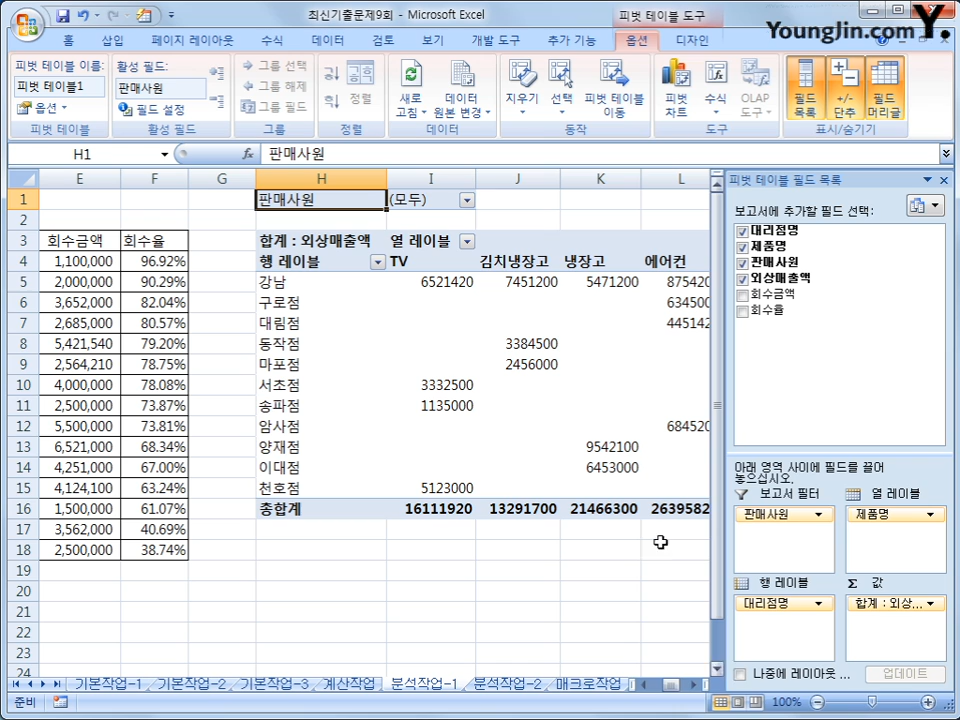 최신기출문제9회 - Microsoft Excel
피벗 테이블 도구
YoungJin.com Y.
홈 삽입 페이지 레이아웃 수식 데이터 검토 보기 개발 도구 추가 기능 옵션 디자인
피벗 테이블 이름:
피벗 테이블1
옵션
피벗 테이블
활성 필드:
판매사원
필드 설정
활성 필드
그룹 선택
그룹 해제
그룹 필드
그룹
정렬
정렬
새로 고침
데이터 원본 변경
데이터
지우기
선택
피벗 테이블 이동
동작
피벗 차트
수식
OLAP 도구
도구
필드 목록
+/- 단추
필드 머리글
표시/숨기기
H1 fx 판매사원
E F G H I J K L
1 판매사원 (모두)
2
3 회수금액 회수율 합계 : 외상매출액 열 레이블
4 1,100,000 96.92% 행 레이블 TV 김치냉장고 냉장고 에어컨
5 2,000,000 90.29% 강남 6521420 7451200 5471200 875420
6 3,652,000 82.04% 구로점 634500
7 2,685,000 80.57% 대림점 445142
8 5,421,540 79.20% 동작점 3384500
9 2,564,210 78.75% 마포점 2456000
10 4,000,000 78.08% 서초점 3332500
11 2,500,000 73.87% 송파점 1135000
12 5,500,000 73.81% 암사점 684520
13 6,521,000 68.34% 양재점 9542100
14 4,251,000 67.00% 이대점 6453000
15 4,124,100 63.24% 천호점 5123000
16 1,500,000 61.07% 총합계 16111920 13291700 21466300 2639582
17 3,562,000 40.69%
18 2,500,000 38.74%
19
20
21
22
23
24
피벗 테이블 필드 목록
보고서에 추가할 필드 선택:
대리점명
제품명
판매사원
외상매출액
회수금액
회수율
아래 영역 사이에 필드를 끌어
놓으십시오.
보고서 필터 열 레이블
판매사원 제품명
행 레이블 Σ 값
대리점명 합계 : 외상...
나중에 레이아웃 ... 업데이트
기본작업-1 기본작업-2 기본작업-3 계산작업 분석작업-1 분석작업-2 매크로작업
준비 100%